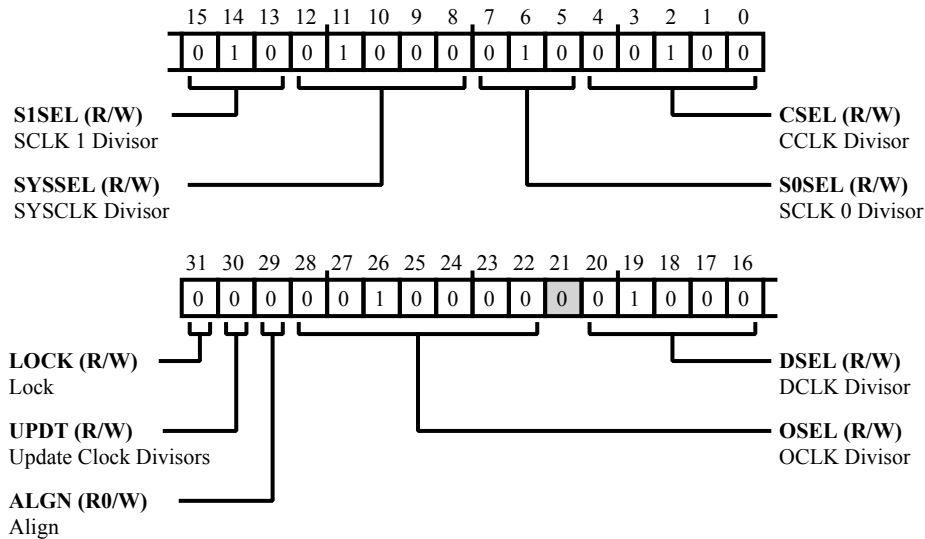 15 14 13 12 11 10 9 8 7 6 5 4 3 2 1 0
0 1 0 0 1 0 0 0 0 1 0 0 0 1 0 0
S1SEL (R/W)
SCLK 1 Divisor
CSEL (R/W)
CCLK Divisor
SYSSEL (R/W)
SYSCLK Divisor
S0SEL (R/W)
SCLK 0 Divisor
31 30 29 28 27 26 25 24 23 22 21 20 19 18 17 16
0 0 0 0 0 1 0 0 0 0 0 0 1 0 0 0
LOCK (R/W)
Lock
DSEL (R/W)
DCLK Divisor
UPDT (R/W)
Update Clock Divisors
OSEL (R/W)
OCLK Divisor
ALGN (R0/W)
Align